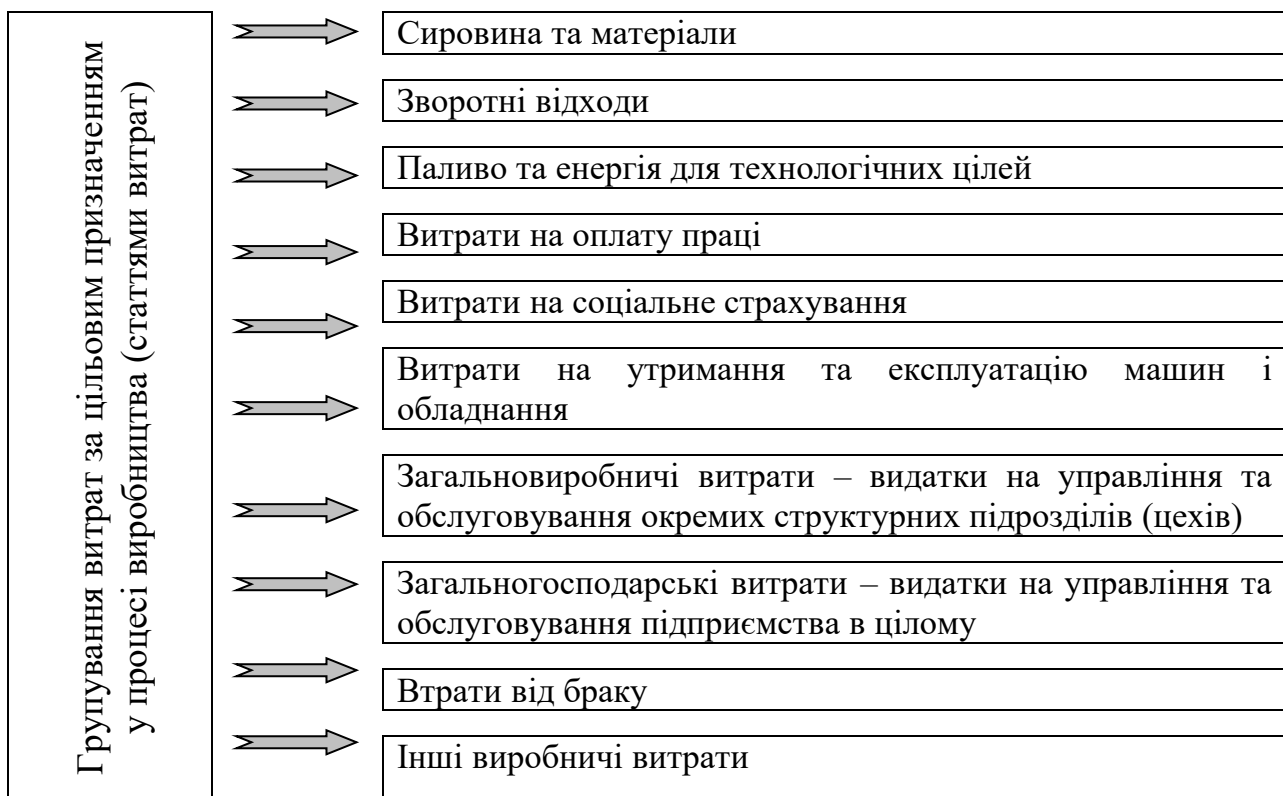 Групування витрат за цільовим призначенням
у процесі виробництва (статтями витрат)
Сировина та матеріали
Зворотні відходи
Паливо та енергія для технологічних цілей
Витрати на оплату праці
Витрати на соціальне страхування
Витрати на утримання та експлуатацію машин і
обладнання
Загальновиробничі витрати – видатки на управління та
обслуговування окремих структурних підрозділів (цехів)
Загальногосподарські витрати – видатки на управління та
обслуговування підприємства в цілому
Втрати від браку
Інші виробничі витрати